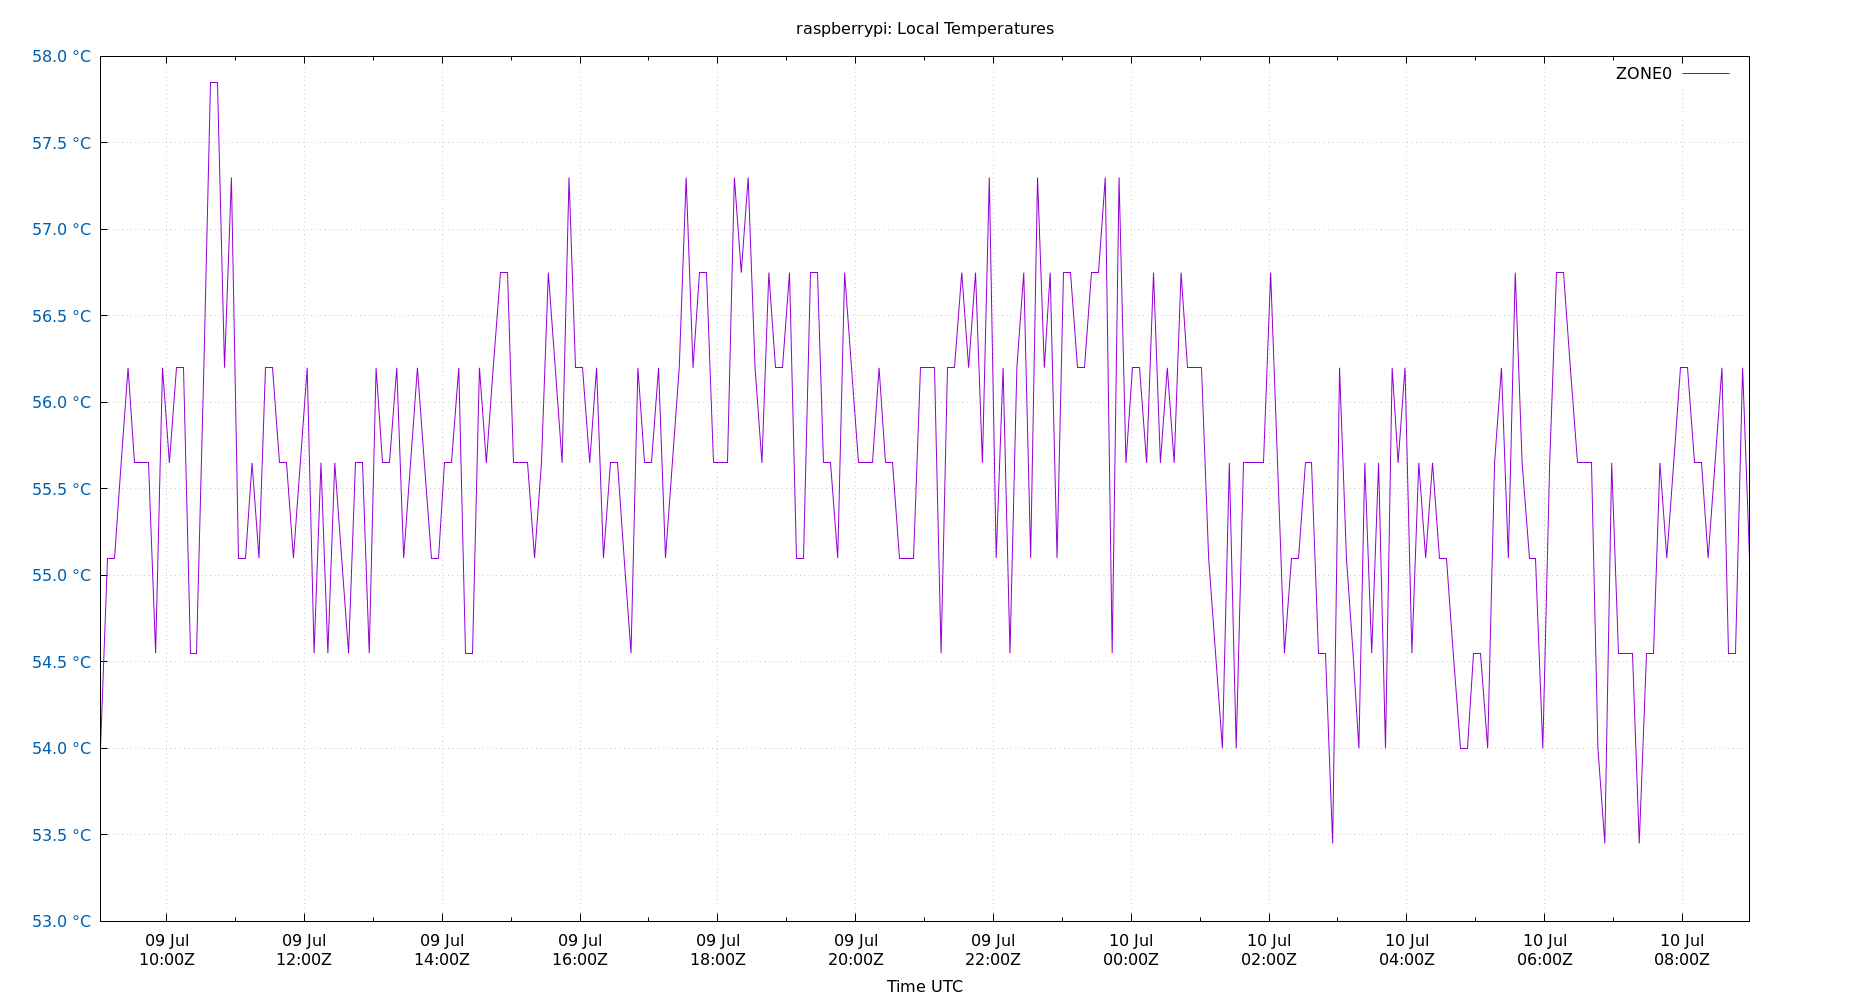 raspberrypi: Local Temperatures
58.0 °C
ZONE0
57.5 °C
57.0 °C
56.5 °C
56.0 °C
55.5 °C
55.0 °C
54.5 °C
54.0 °C
53.5 °C
53.0 °C
09 Jul 09 Jul 09 Jul 09 Jul 09 Jul 09 Jul 09 Jul 10 Jul 10 Jul 10 Jul 10 Jul 10 Jul
10:00Z 12:00Z 14:00Z 16:00Z 18:00Z 20:00Z 22:00Z 00:00Z 02:00Z 04:00Z 06:00Z 08:00Z
Time UTC